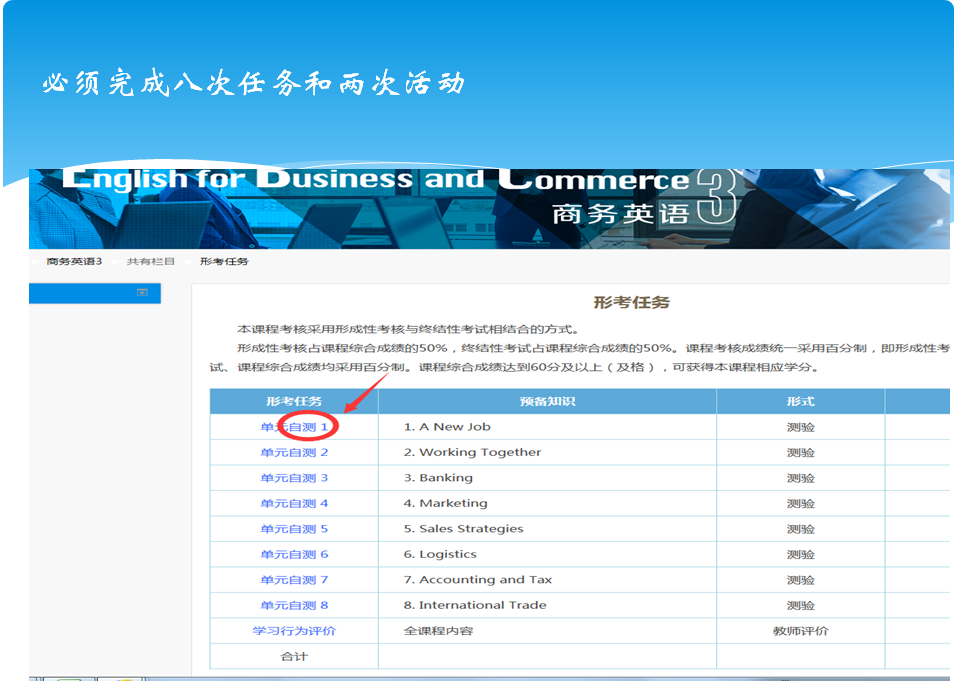 必须完成八次任务和两次活动
English for Business and Commerce 3
商务英语
商务英语3 共有栏目 形考任务
形考任务
本课程考核采用形成性考核与终结性考试相结合的方式。
形成性考核占课程综合成绩的50%，终结性考试占课程综合成绩的50%。课程考核成绩统一采用百分制，即形成性考
试、课程综合成绩均采用百分制。课程综合成绩达到60分及以上（及格），可获得本课程相应学分。
形考任务 预备知识 形式
单元自测 1 1. A New Job 测验
单元自测 2 2. Working Together 测验
单元自测 3 3. Banking 测验
单元自测 4 4. Marketing 测验
单元自测 5 5. Sales Strategies 测验
单元自测 6 6. Logistics 测验
单元自测 7 7. Accounting and Tax 测验
单元自测 8 8. International Trade 测验
学习行为评价 全课程内容 教师评价
合计